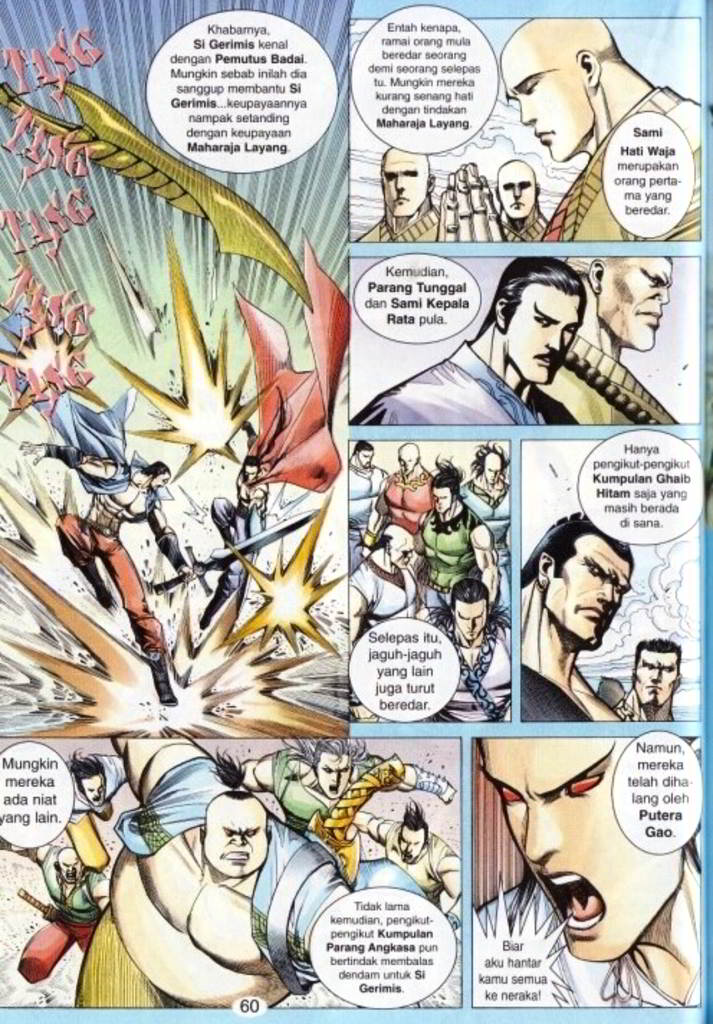 Khabarnya,
Si Gerimis kenal
dengan Pemutus Badai.
Mungkin sebab inilah dia
sanggup membantu Si
Gerimis...keupayaannya
nampak setanding
dengan keupayaan
Maharaja Layang.
TING
TING
TING
TING
TING
Entah kenapa,
ramai orang mula
beredar seorang
demi seorang selepas
tu. Mungkin mereka
kurang senang hati
dengan tindakan
Maharaja Layang.
Sami
Hati Waja
merupakan
orang perta-
ma yang
beredar.
Kemudian,
Parang Tunggal
dan Sami Kepala
Rata pula.
Selepas itu,
jaguh-jaguh
yang lain
juga turut
beredar.
Hanya
pengikut-pengikut
Kumpulan Ghaib
Hitam saja yang
masih berada
di sana.
Mungkin
mereka
ada niat
yang lain.
Tidak lama
kemudian, pengikut-
pengikut Kumpulan
Parang Angkasa pun
bertindak membalas
dendam untuk Si
Gerimis.
Namun,
mereka
telah diha-
lang oleh
Putera
Gao.
Biar
aku hantar
kamu semua
ke neraka!
60